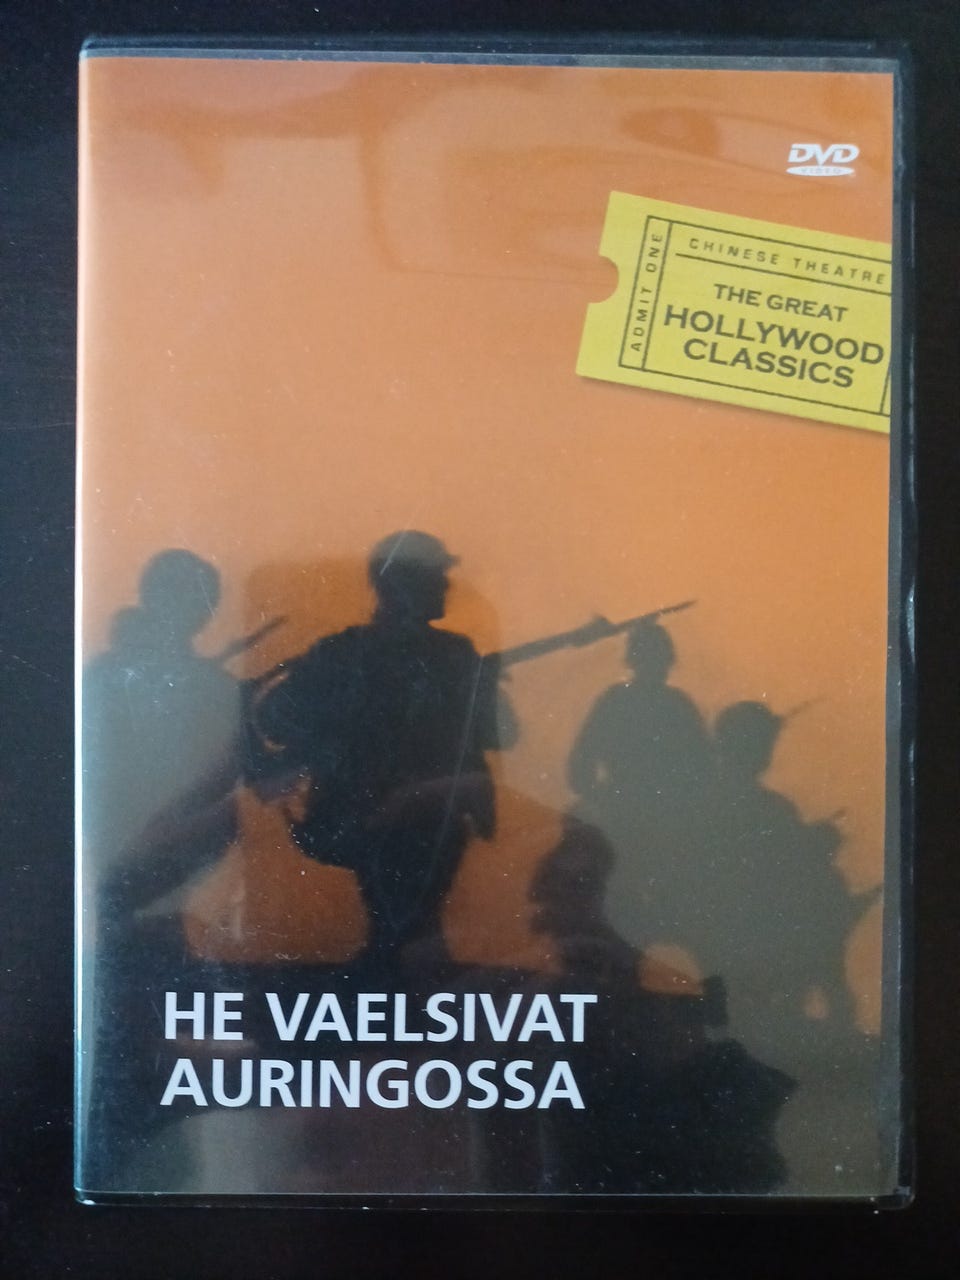 DVD
VIDEO
ADMIT ONE
CHINESE THEATRE
THE GREAT
HOLLYWOOD
CLASSICS
HE VAELSIVAT
AURINGOSSA